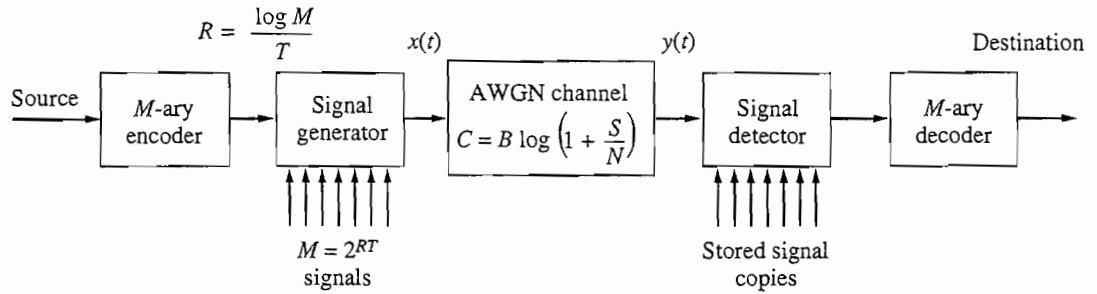 R = log M / T
x(t)
y(t)
Destination
Source
M-ary
encoder
Signal
generator
AWGN channel
C = B log (1 + S/N)
Signal
detector
M-ary
decoder
M = 2^{RT}
signals
Stored signal
copies